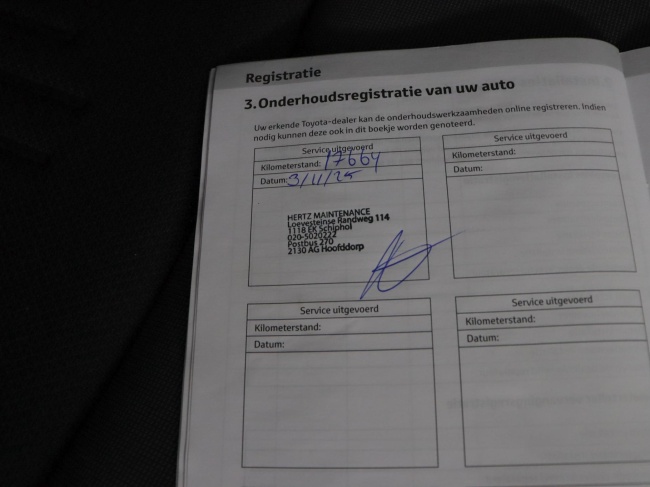 Registratie
3.Onderhoudsregistratie van uw auto
Uw erkende Toyota-dealer kan de onderhoudswerkzaamheden online registreren. Indien
nodig kunnen deze ook in dit boekje worden genoteerd.
Service uitgevoerd
Kilometerstand: 17664
Datum: 3/11/25
HERTZ MAINTENANCE
Loevesteinse Randweg 114
1118 EK Schiphol
020-5020222
Postbus 270
2130 AG Hoofddorp
Service uitgevoerd
Kilometerstand:
Datum:
Service uitgevoerd
Kilometerstand:
Datum:
Service uitgevoerd
Kilometerstand:
Datum: